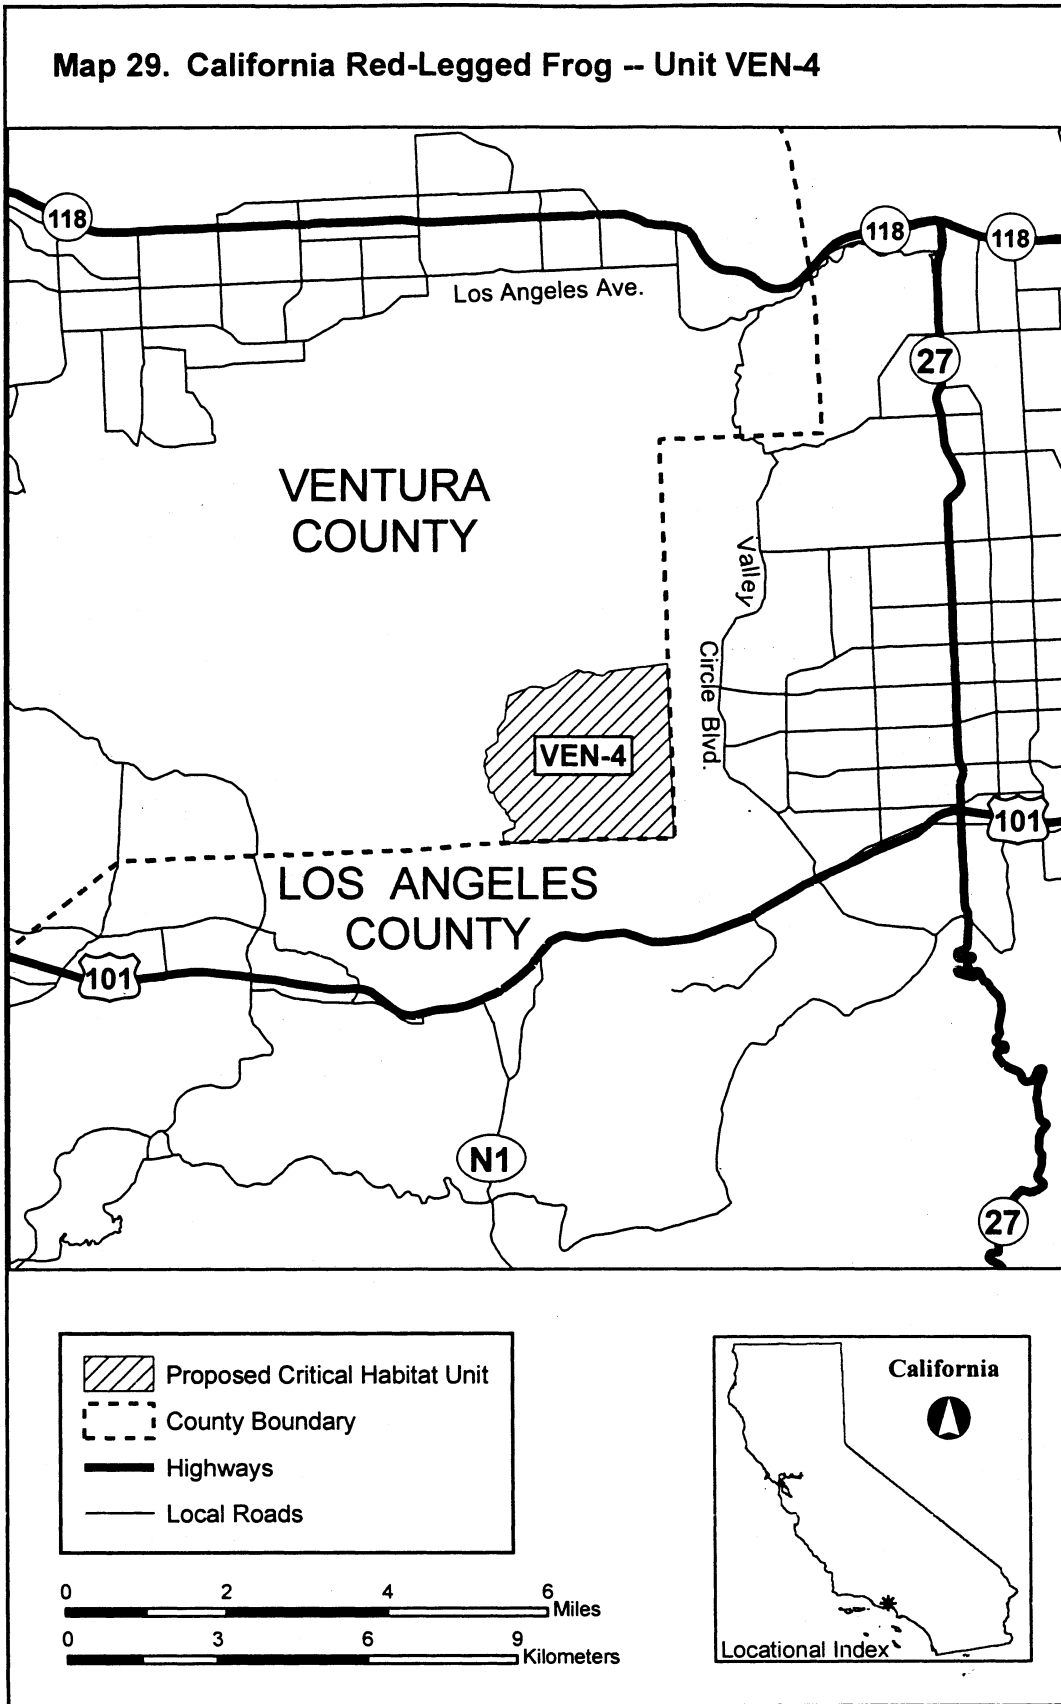 Map 29. California Red-Legged Frog -- Unit VEN-4
118
118
118
Los Angeles Ave.
27
VENTURA
COUNTY
Valley
Circle Blvd.
VEN-4
101
LOS ANGELES
COUNTY
101
N1
27
Proposed Critical Habitat Unit
County Boundary
Highways
Local Roads
California
0 2 4 6
Miles
0 3 6 9
Kilometers
Locational Index